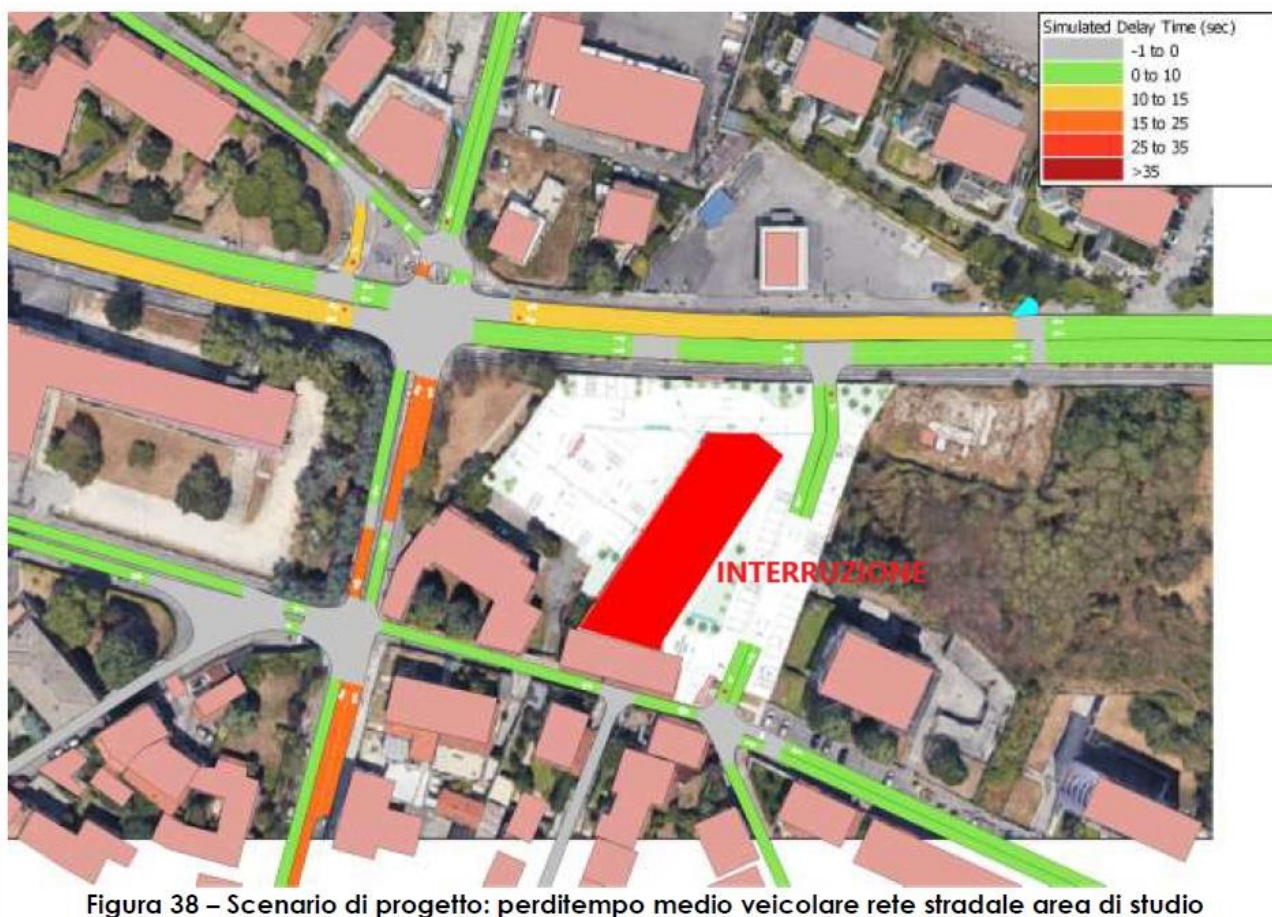 Simulated Delay Time (sec)
-1 to 0
0 to 10
10 to 15
15 to 25
25 to 35
>35
INTERRUZIONE
Figura 38 – Scenario di progetto: perditempo medio veicolare rete stradale area di studio